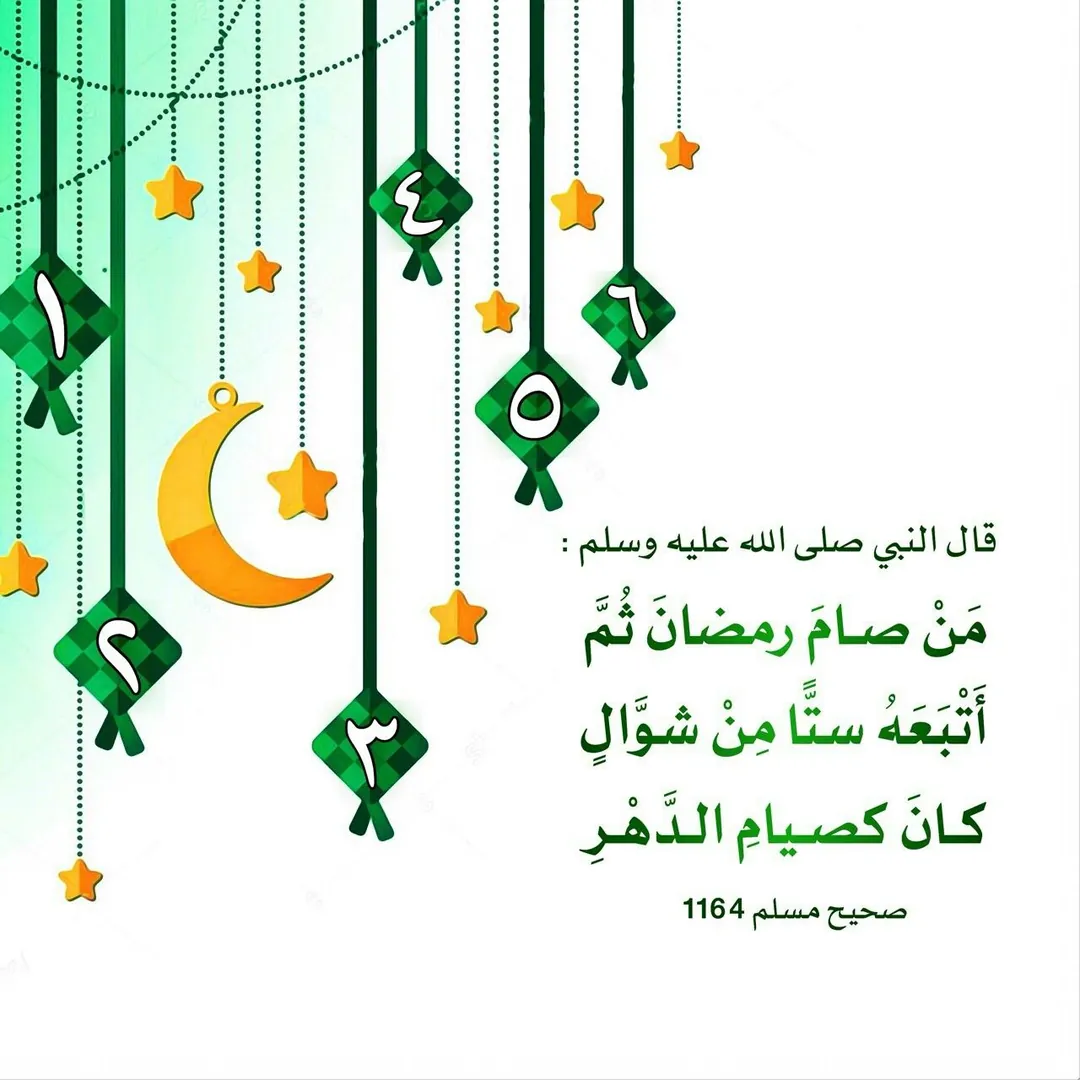 ١
٢
٣
٤
٥
٦
قال النبي صلى الله عليه وسلم :
مَنْ صامَ رمضانَ ثُمَّ
أَتْبَعَهُ ستًّا مِنْ شوَّالٍ
كانَ كصيامِ الدَّهْرِ
صحيح مسلم 1164